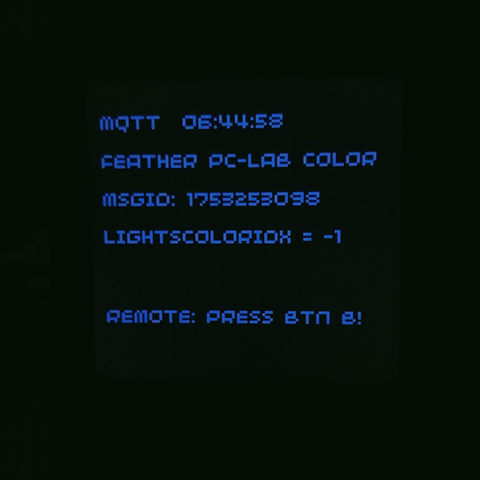 MQTT 06:44:58
FEATHER PC-LAB COLOR
MSGID: 1753253098
LIGHTSCOLORIDX = -1
REMOTE: PRESS BTN B!